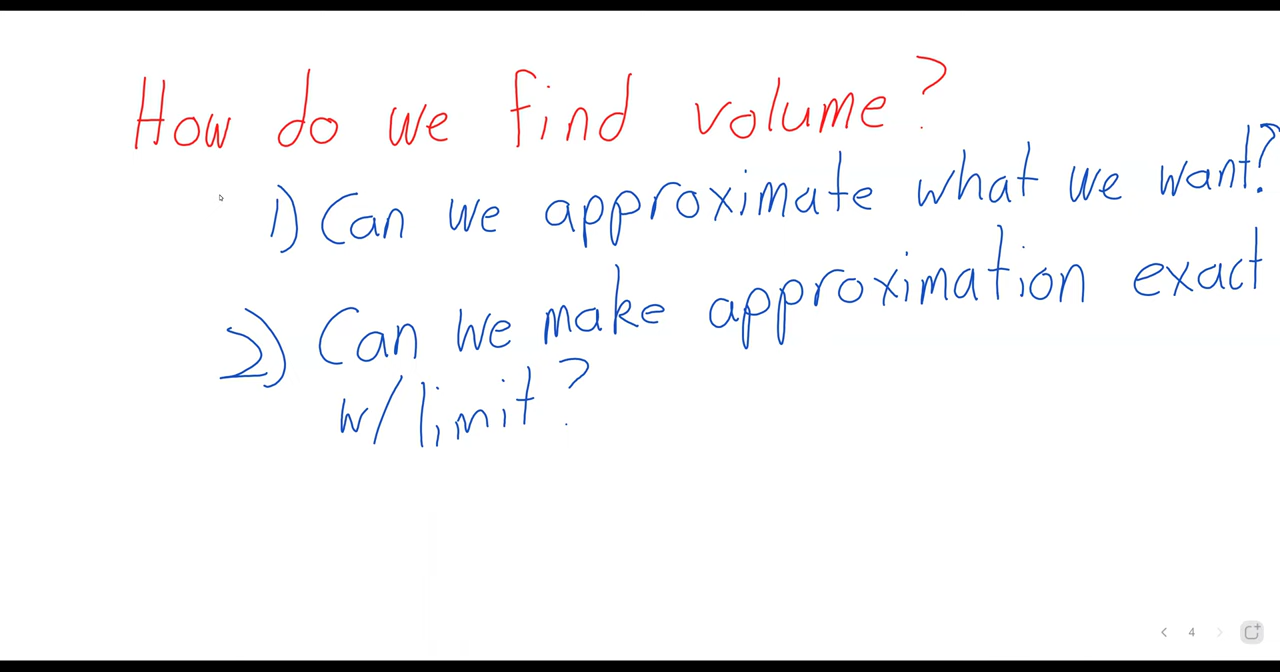 How do we find volume?
1) Can we approximate what we want?
2) Can we make approximation exact
w/ limit?
4